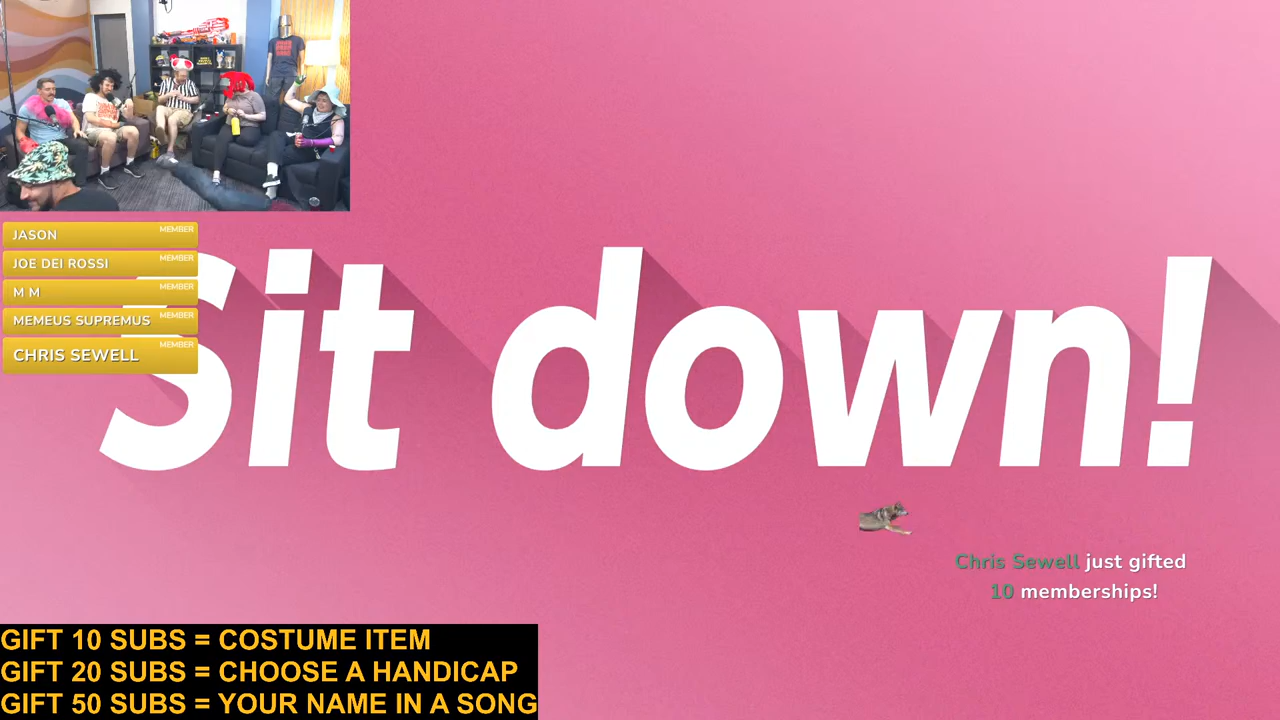 JASON
MEMBER
JOE DEI ROSSI
MEMBER
M M
MEMBER
MEMEUS SUPREMUS
MEMBER
CHRIS SEWELL
MEMBER
Sit down!
Chris Sewell just gifted
10 memberships!
GIFT 10 SUBS = COSTUME ITEM
GIFT 20 SUBS = CHOOSE A HANDICAP
GIFT 50 SUBS = YOUR NAME IN A SONG